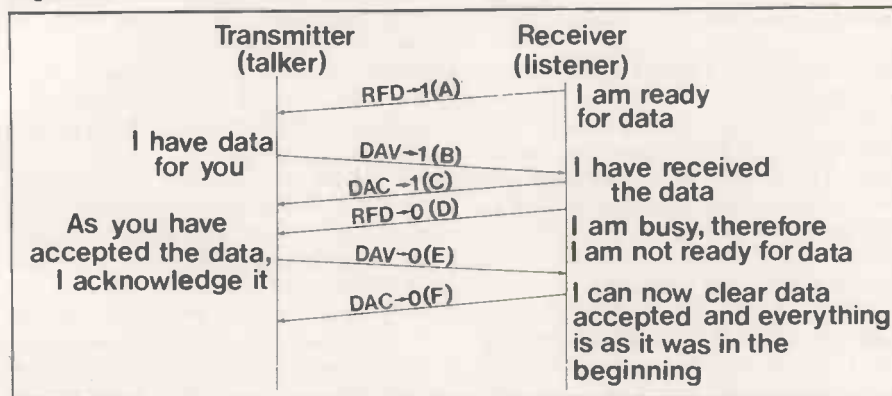 Transmitter
(talker)
Receiver
(listener)
RFD→1(A)
I am ready
for data
I have data
for you
DAV→1(B)
I have received
the data
DAC→1(C)
RFD→0(D)
As you have
accepted the data,
I acknowledge it
I am busy, therefore
I am not ready for data
DAV→0(E)
DAC→0(F)
I can now clear data
accepted and everything
is as it was in the
beginning